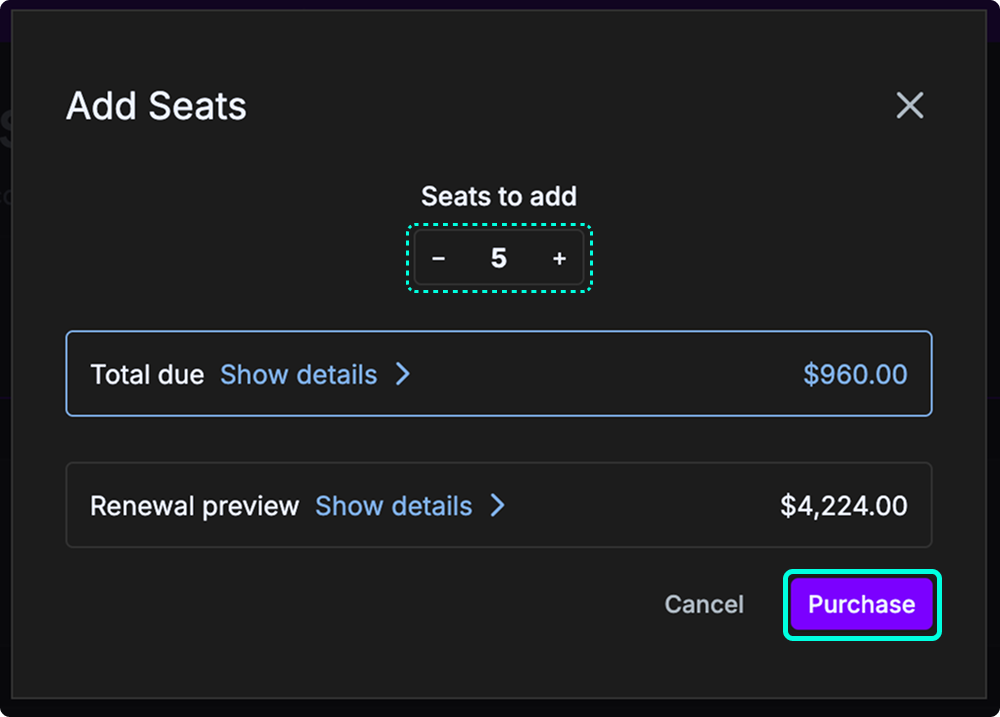 Add Seats
Seats to add
− 5 +
Total due Show details $960.00
Renewal preview Show details $4,224.00
Cancel Purchase